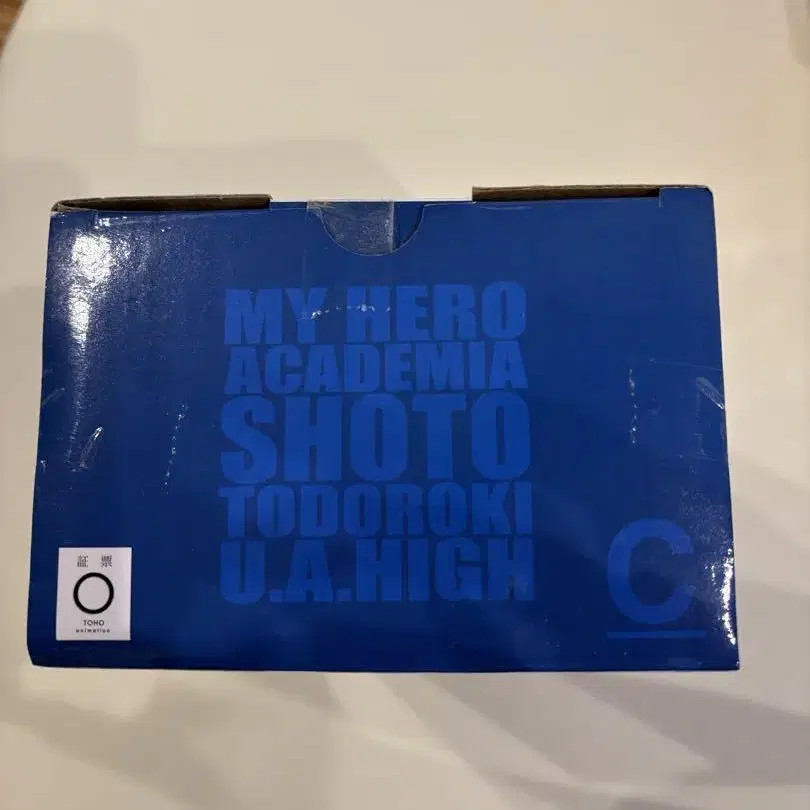 MY HERO
ACADEMIA
SHOTO
TODOROKI
U.A.HIGH
C
証 票
TOHO
animation